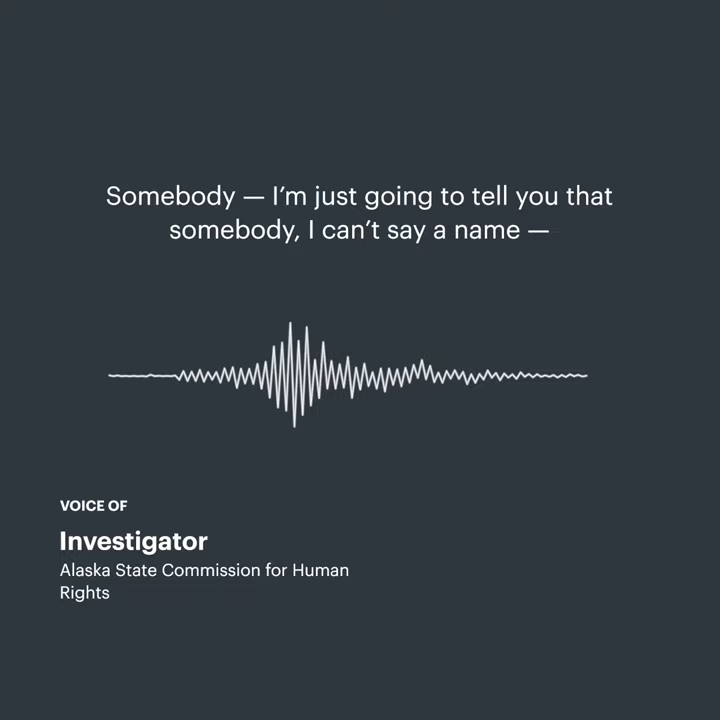 Somebody — I’m just going to tell you that
somebody, I can’t say a name —
VOICE OF
Investigator
Alaska State Commission for Human
Rights